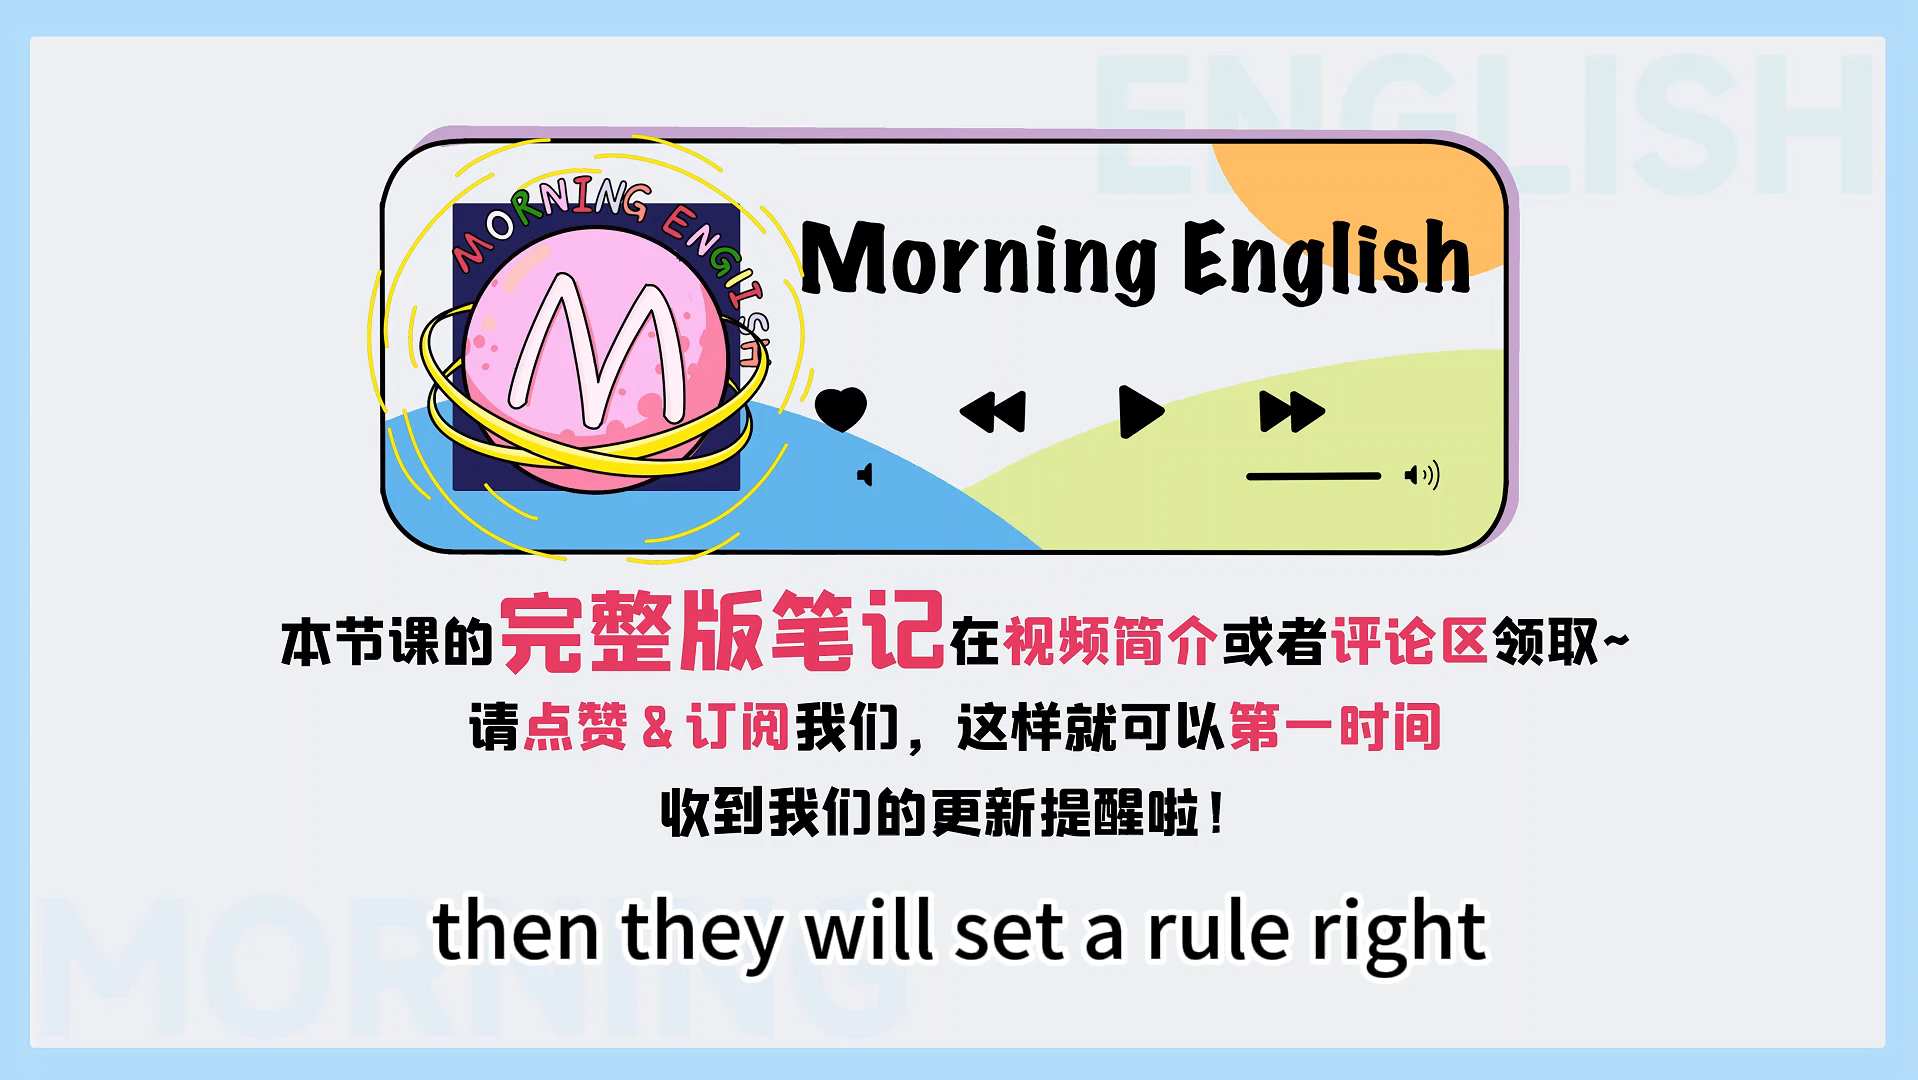 ENGLISH
MORNING ENGLISH
M
Morning English
本节课的完整版笔记在视频简介或者评论区领取~
请点赞&订阅我们，这样就可以第一时间
收到我们的更新提醒啦！
MORNING
then they will set a rule right